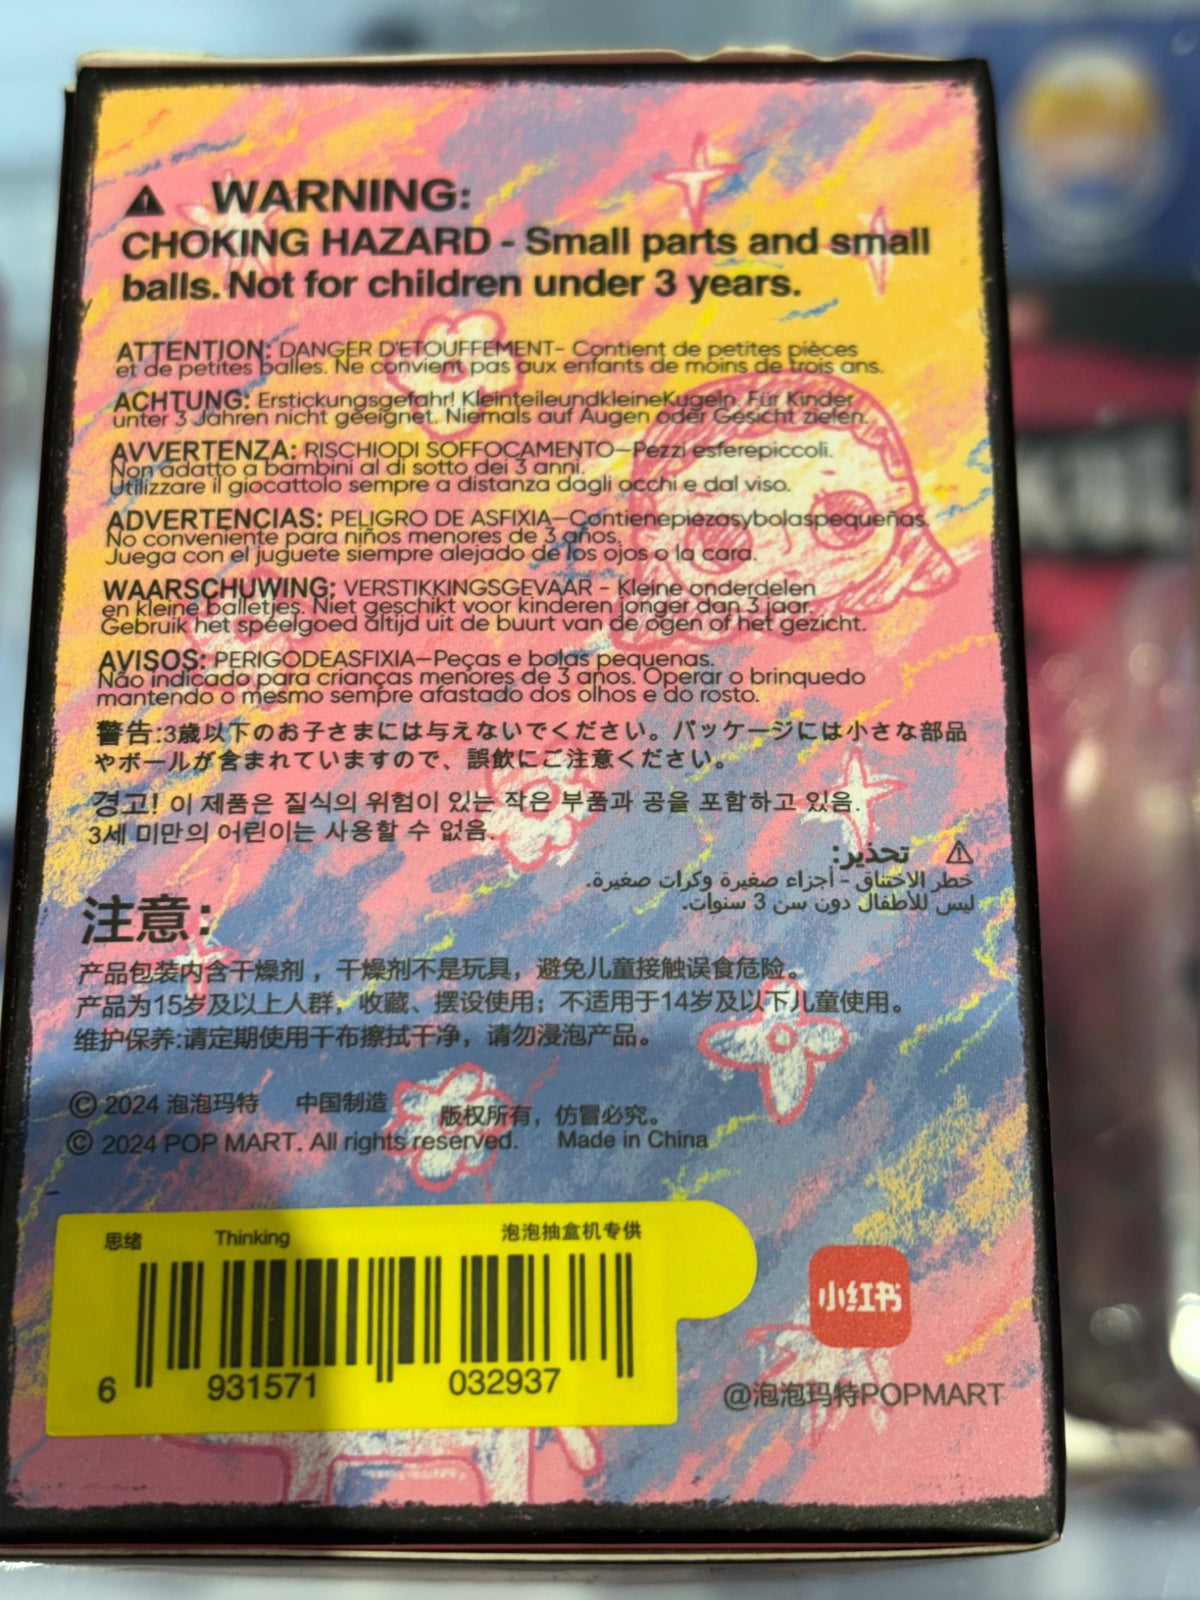 ⚠ WARNING:
CHOKING HAZARD - Small parts and small
balls. Not for children under 3 years.
ATTENTION: DANGER D'ETOUFFEMENT- Contient de petites pièces
et de petites balles. Ne convient pas aux enfants de moins de trois ans.
ACHTUNG: Erstickungsgefahr! KleinteileundkleineKugeln. Für Kinder
unter 3 Jahren nicht geeignet. Niemals auf Augen oder Gesicht zielen.
AVVERTENZA: RISCHIODI SOFFOCAMENTO—Pezzi esferepiccoli.
Non adatto a bambini al di sotto dei 3 anni.
Utilizzare il giocattolo sempre a distanza dagli occhi e dal viso.
ADVERTENCIAS: PELIGRO DE ASFIXIA—Contienepiezasybolaspequeñas.
No conveniente para niños menores de 3 años.
Juega con el juguete siempre alejado de los ojos o la cara.
WAARSCHUWING: VERSTIKKINGSGEVAAR - Kleine onderdelen
en kleine balletjes. Niet geschikt voor kinderen jonger dan 3 jaar.
Gebruik het speelgoed altijd uit de buurt van de ogen of het gezicht.
AVISOS: PERIGODEASFIXIA—Peças e bolas pequenas.
Não indicado para crianças menores de 3 anos. Operar o brinquedo
mantendo o mesmo sempre afastado dos olhos e do rosto.
警告:3歳以下のお子さまには与えないでください。パッケージには小さな部品
やボールが含まれていますので、誤飲にご注意ください。
경고! 이 제품은 질식의 위험이 있는 작은 부품과 공을 포함하고 있음.
3세 미만의 어린이는 사용할 수 없음.
⚠ تحذير:
خطر الاختناق - أجزاء صغيرة وكرات صغيرة.
ليس للأطفال دون سن 3 سنوات.
注意:
产品包装内含干燥剂，干燥剂不是玩具，避免儿童接触误食危险。
产品为15岁及以上人群，收藏、摆设使用；不适用于14岁及以下儿童使用。
维护保养:请定期使用干布擦拭干净，请勿浸泡产品。
© 2024 泡泡玛特 中国制造 版权所有，仿冒必究。
© 2024 POP MART. All rights reserved. Made in China
思绪 Thinking 泡泡抽盒机专供
6 931571 032937
小红书
@泡泡玛特POPMART